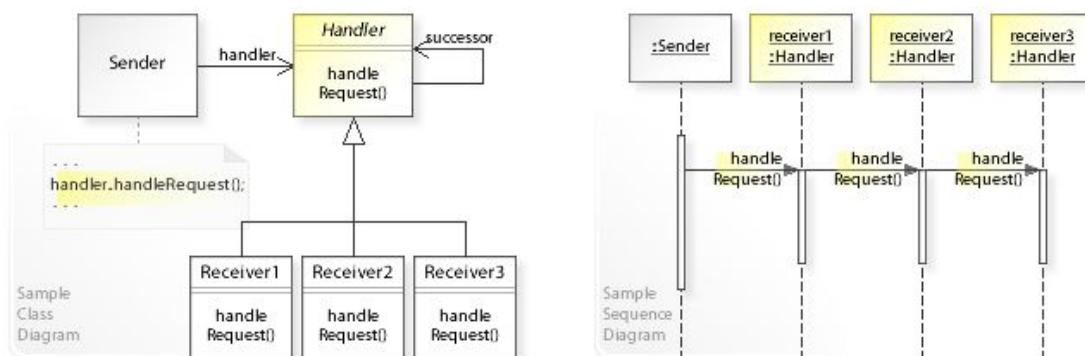 Sender
handler
Handler
handle
Request()
successor
- - -
handler.handleRequest();
- - -
Receiver1
handle
Request()
Receiver2
handle
Request()
Receiver3
handle
Request()
Sample
Class
Diagram
:Sender
receiver1
:Handler
receiver2
:Handler
receiver3
:Handler
handle
Request()
handle
Request()
handle
Request()
Sample
Sequence
Diagram